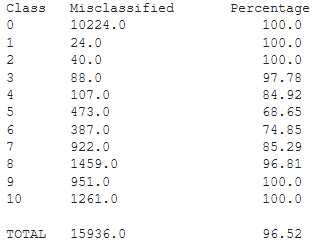 Class Misclassified Percentage
0 10224.0 100.0
1 24.0 100.0
2 40.0 100.0
3 88.0 97.78
4 107.0 84.92
5 473.0 68.65
6 387.0 74.85
7 922.0 85.29
8 1459.0 96.81
9 951.0 100.0
10 1261.0 100.0
TOTAL 15936.0 96.52